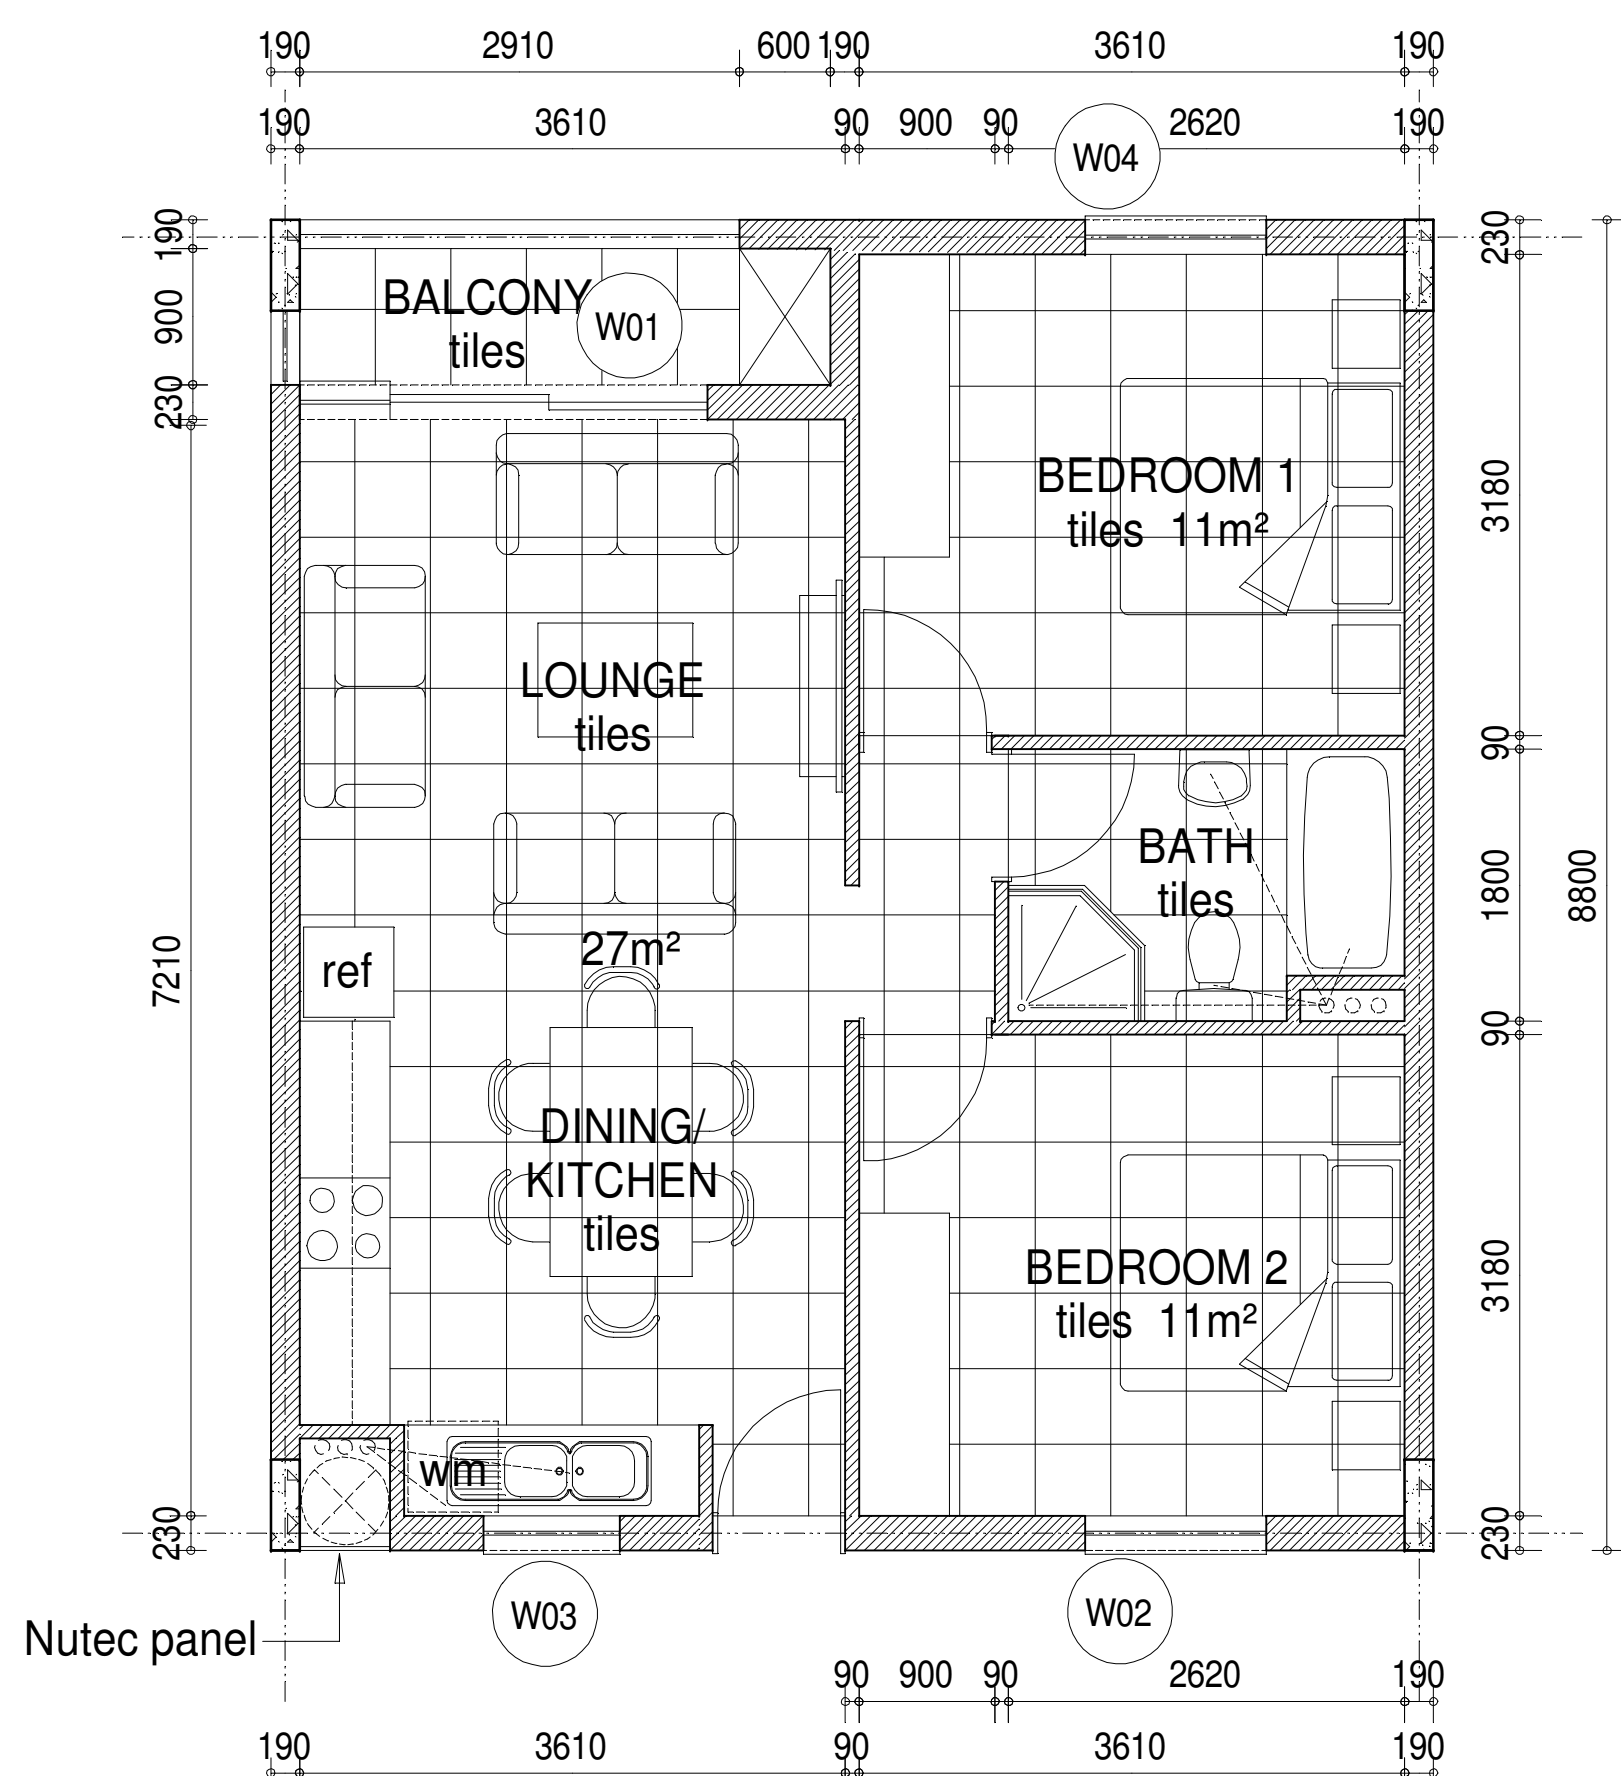 190 2910 600 190 3610 190
190 3610 90 900 90 2620 190
W04
190
230
BALCONY
tiles
W01
900
230
BEDROOM 1
tiles 11m²
3180
LOUNGE
tiles
90
BATH
tiles
1800
8800
27m²
ref
7210
90
DINING/
KITCHEN
tiles
BEDROOM 2
tiles 11m²
3180
wm
230
230
W03
W02
Nutec panel
90 900 90 2620 190
190 3610 90 3610 190